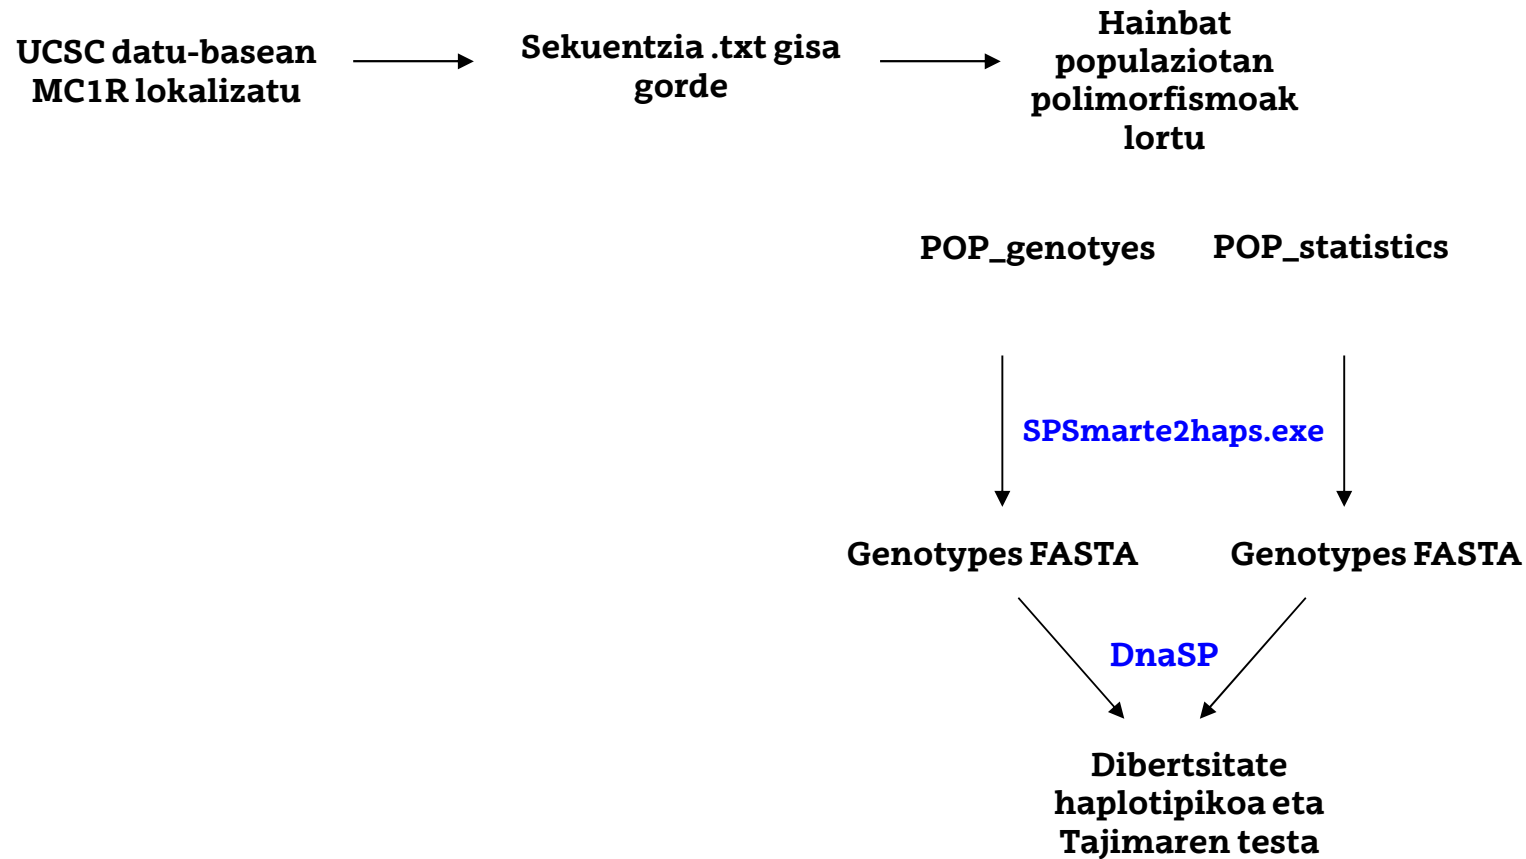 UCSC datu-basean
MC1R lokalizatu
Sekuentzia .txt gisa
gorde
Hainbat
populaziotan
polimorfismoak
lortu
POP_genotyes
POP_statistics
SPSmarte2haps.exe
Genotypes FASTA
Genotypes FASTA
DnaSP
Dibertsitate
haplotipikoa eta
Tajimaren testa